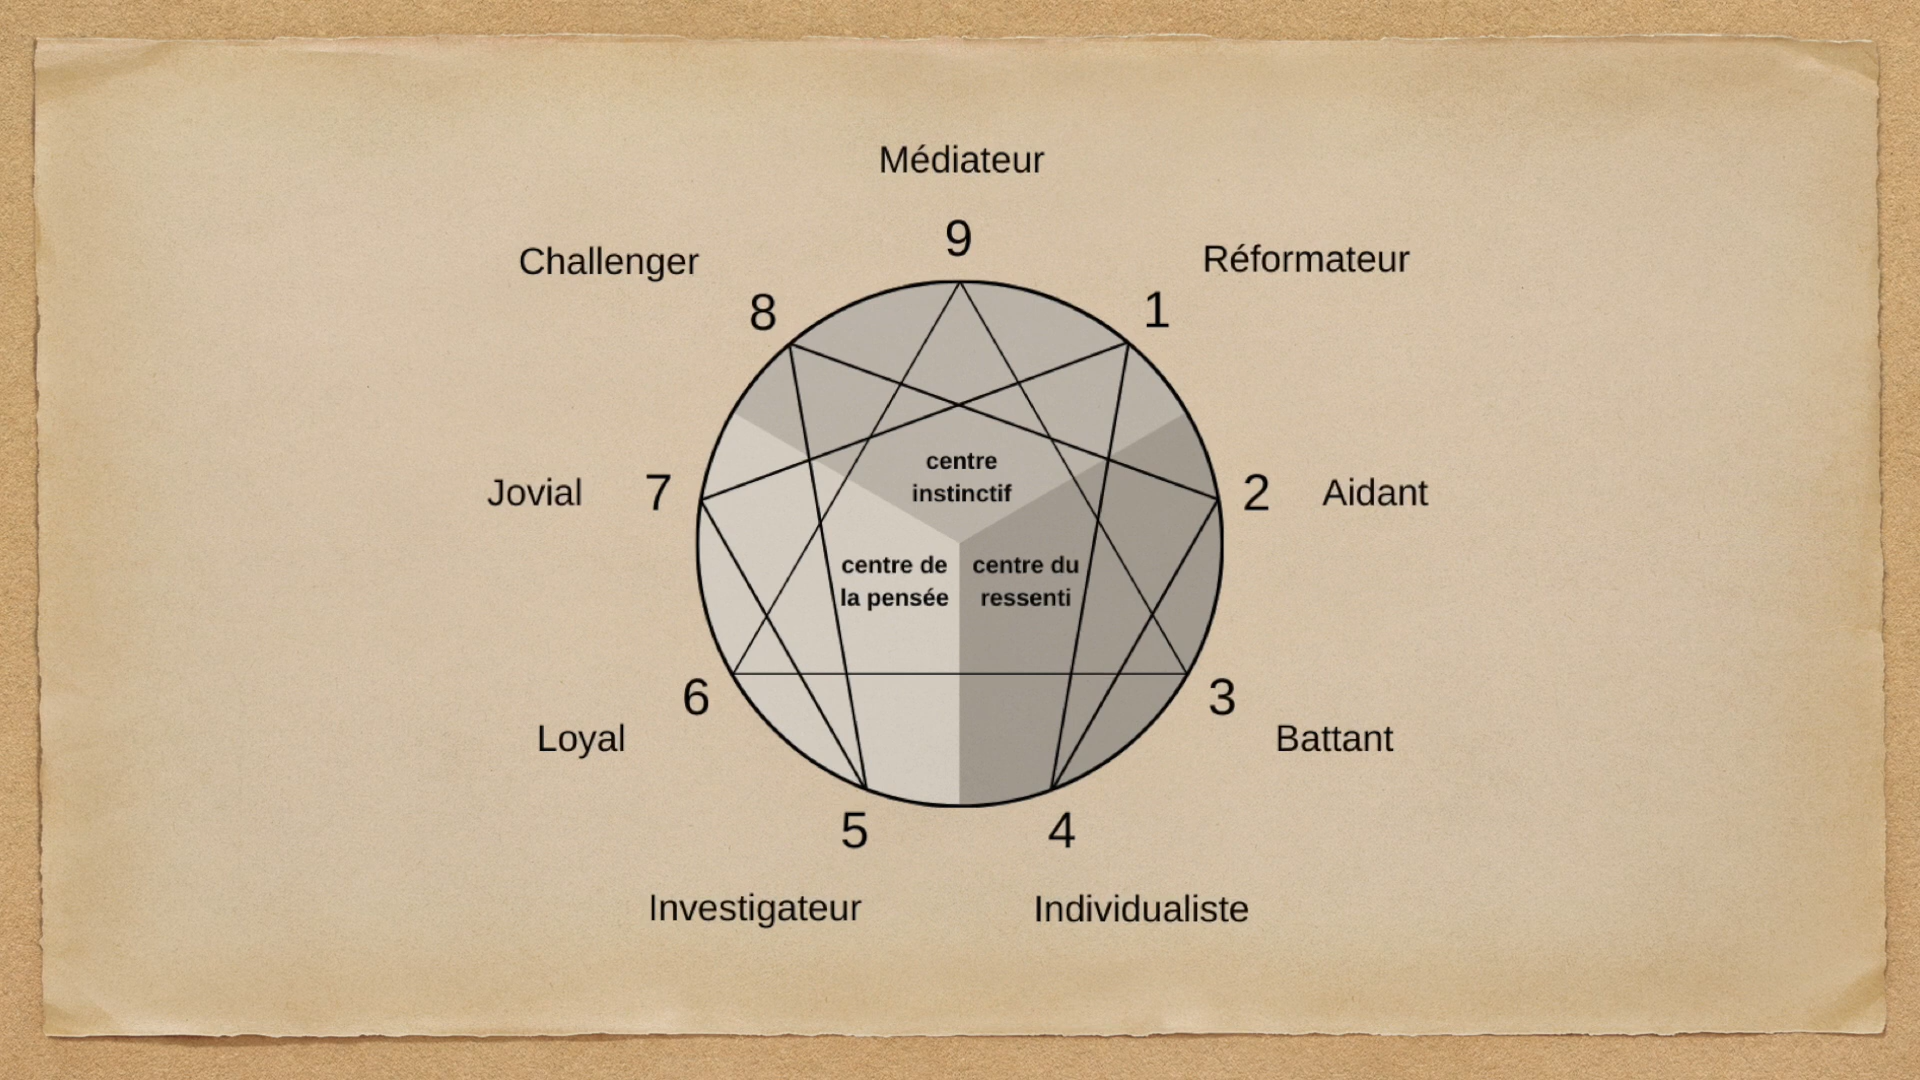 Médiateur
9
Challenger
Réformateur
8
1
centre
instinctif
Jovial
7
2
Aidant
centre de
la pensée
centre du
ressenti
6
3
Loyal
Battant
5
4
Investigateur
Individualiste